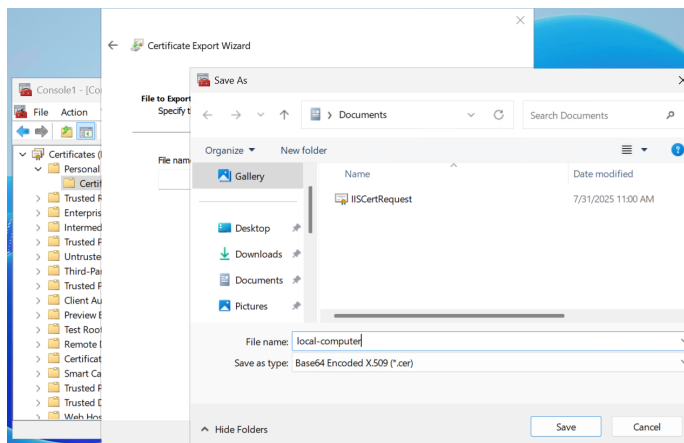 Certificate Export Wizard
Console1 - [Co
File Action
Certificates (
Personal
Certif
Trusted R
Enterpris
Intermed
Trusted P
Untruste
Third-Par
Trusted P
Client Au
Preview B
Test Root
Remote D
Certificat
Smart Ca
Trusted P
Trusted D
Web Hos
File to Export
Specify t
File nam
Save As
Documents
Search Documents
Organize
New folder
Gallery
Desktop
Downloads
Documents
Pictures
Name
Date modified
IISCertRequest
7/31/2025 11:00 AM
File name: local-computer
Save as type: Base64 Encoded X.509 (*.cer)
Hide Folders
Save
Cancel